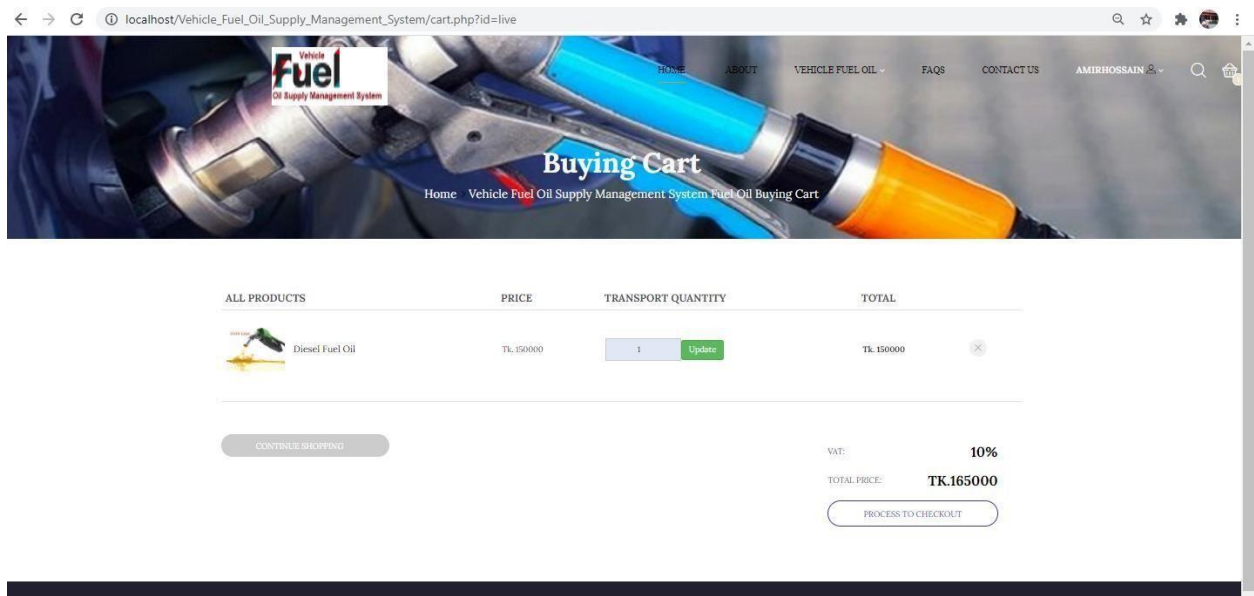 localhost/Vehicle_Fuel_Oil_Supply_Management_System/cart.php?id=live
Vehicle
Fuel
Oil Supply Management System
HOME ABOUT VEHICLE FUEL OIL FAQS CONTACT US AMIRHOSSAIN
Buying Cart
Home Vehicle Fuel Oil Supply Management System Fuel Oil Buying Cart
ALL PRODUCTS PRICE TRANSPORT QUANTITY TOTAL
Diesel Fuel Oil Tk. 150000 1 Update Tk. 150000
CONTINUE SHOPPING
VAT: 10%
TOTAL PRICE: TK.165000
PROCESS TO CHECKOUT